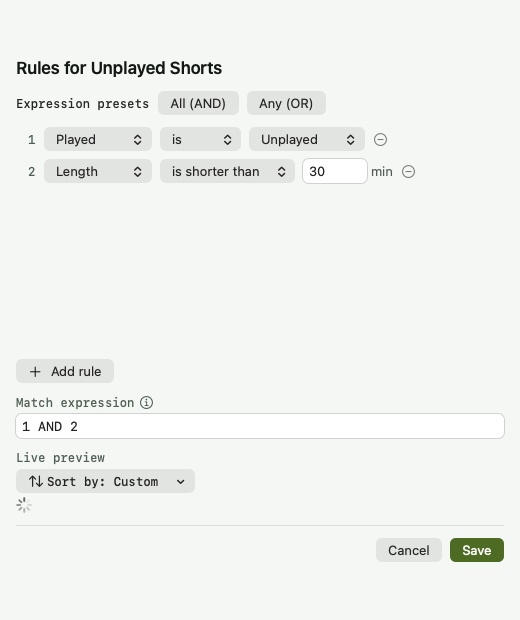 Rules for Unplayed Shorts
Expression presets All (AND) Any (OR)
1 Played is Unplayed
2 Length is shorter than 30 min
Add rule
Match expression
1 AND 2
Live preview
Sort by: Custom
Cancel Save